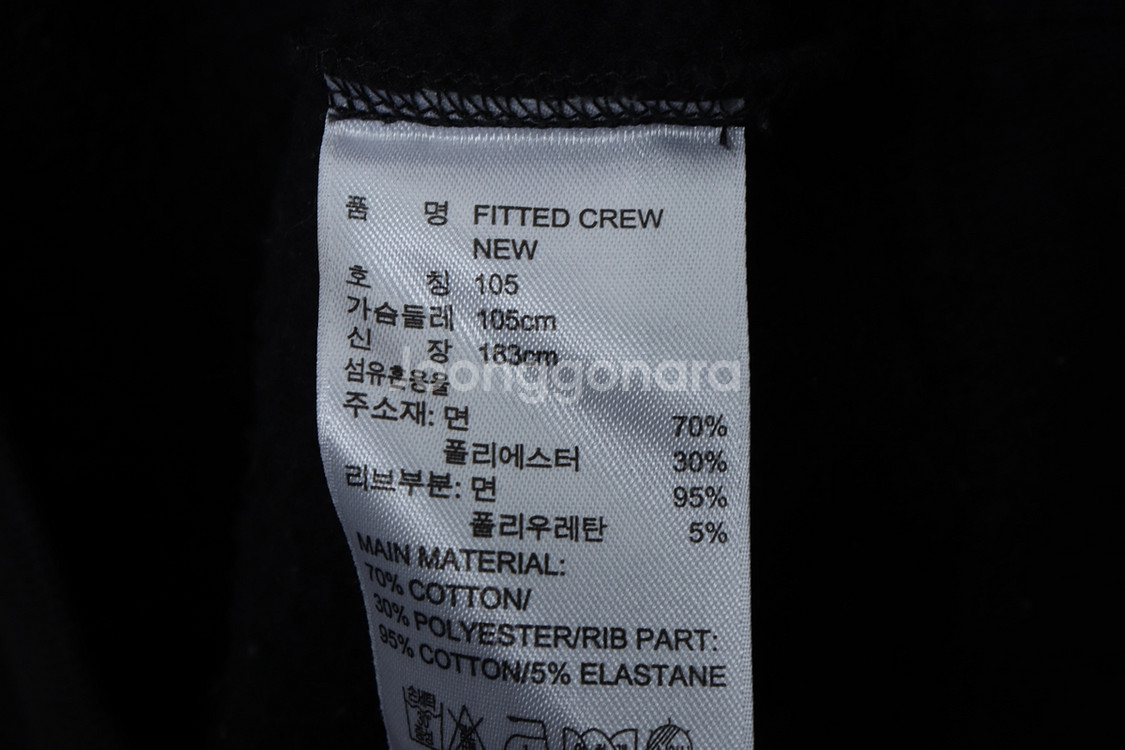 품 명 FITTED CREW
NEW
호 칭 105
가슴둘레 105cm
신 장 183cm
joonggonara
섬유혼용율
주소재: 면 70%
폴리에스터 30%
리브부분: 면 95%
폴리우레탄 5%
MAIN MATERIAL:
70% COTTON/
30% POLYESTER/RIB PART:
95% COTTON/5% ELASTANE